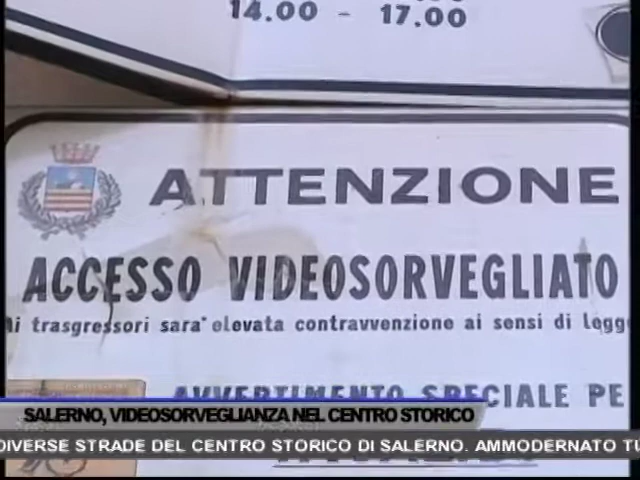 14.00 - 17.00
ATTENZIONE
ACCESSO VIDEOSORVEGLIATO
Ai trasgressori sara' elevata contravvenzione ai sensi di legge
AVVERTIMENTO SPECIALE PE
SALERNO, VIDEOSORVEGLIANZA NEL CENTRO STORICO
DIVERSE STRADE DEL CENTRO STORICO DI SALERNO. AMMODERNATO TU